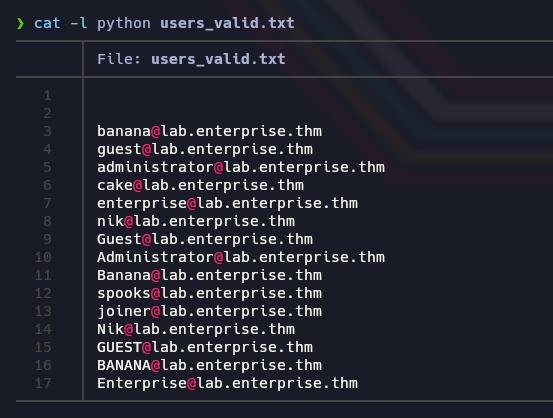 ❯ cat -l python users_valid.txt
File: users_valid.txt
1
2
3 banana@lab.enterprise.thm
4 guest@lab.enterprise.thm
5 administrator@lab.enterprise.thm
6 cake@lab.enterprise.thm
7 enterprise@lab.enterprise.thm
8 nik@lab.enterprise.thm
9 Guest@lab.enterprise.thm
10 Administrator@lab.enterprise.thm
11 Banana@lab.enterprise.thm
12 spooks@lab.enterprise.thm
13 joiner@lab.enterprise.thm
14 Nik@lab.enterprise.thm
15 GUEST@lab.enterprise.thm
16 BANANA@lab.enterprise.thm
17 Enterprise@lab.enterprise.thm